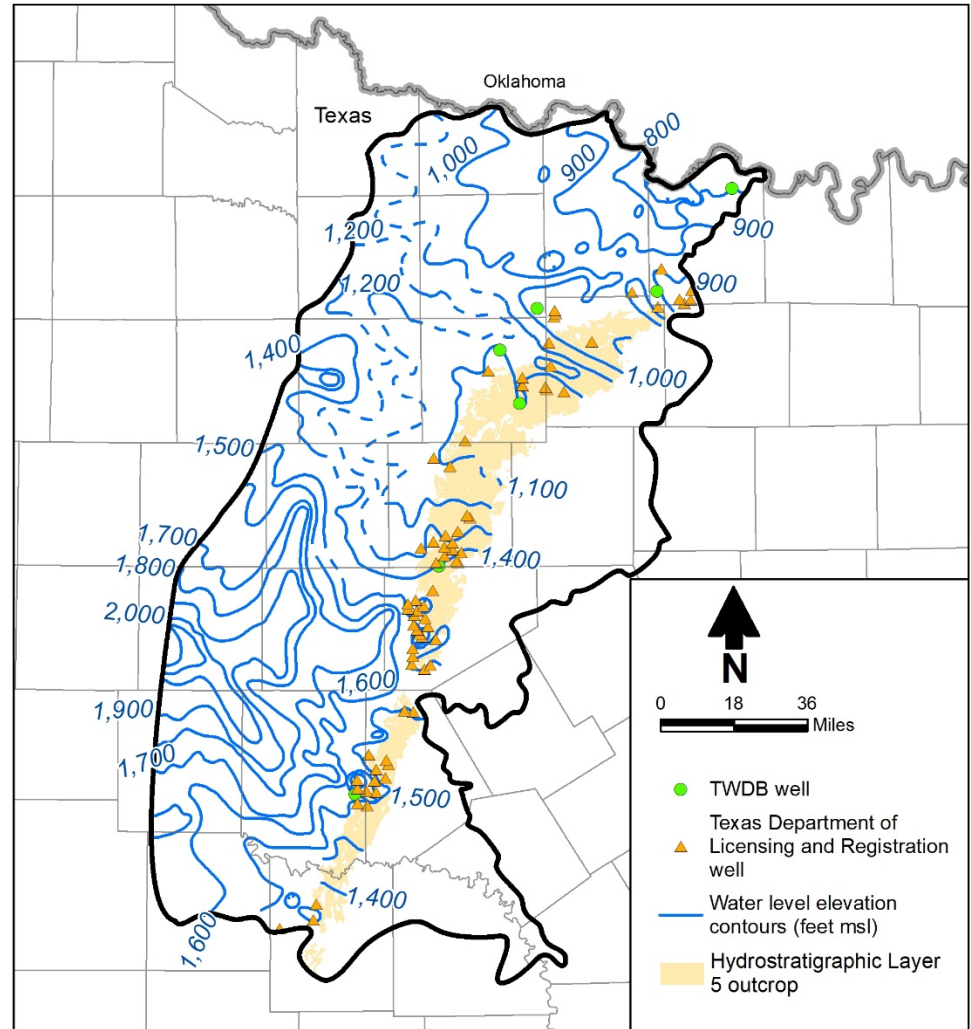 Oklahoma
Texas
800
1,000
900
1,200
900
1,200
900
1,400
1,000
1,500
1,100
1,700
1,400
1,800
2,000
1,600
1,900
1,700
1,500
1,400
1,600
N
0 18 36
Miles
TWDB well
Texas Department of
Licensing and Registration
well
Water level elevation
contours (feet msl)
Hydrostratigraphic Layer
5 outcrop